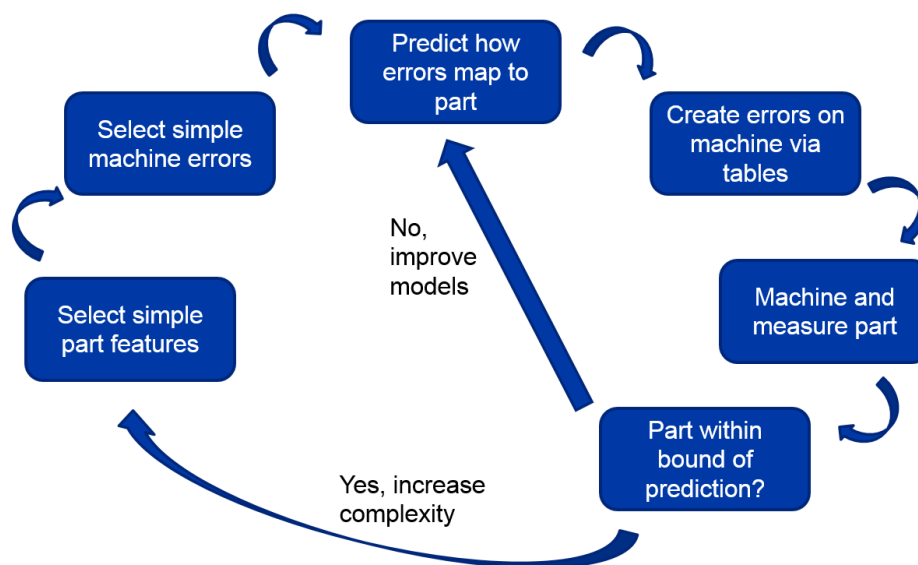 Predict how
errors map to
part
Select simple
machine errors
Create errors on
machine via
tables
No,
improve
models
Select simple
part features
Machine and
measure part
Part within
bound of
prediction?
Yes, increase
complexity